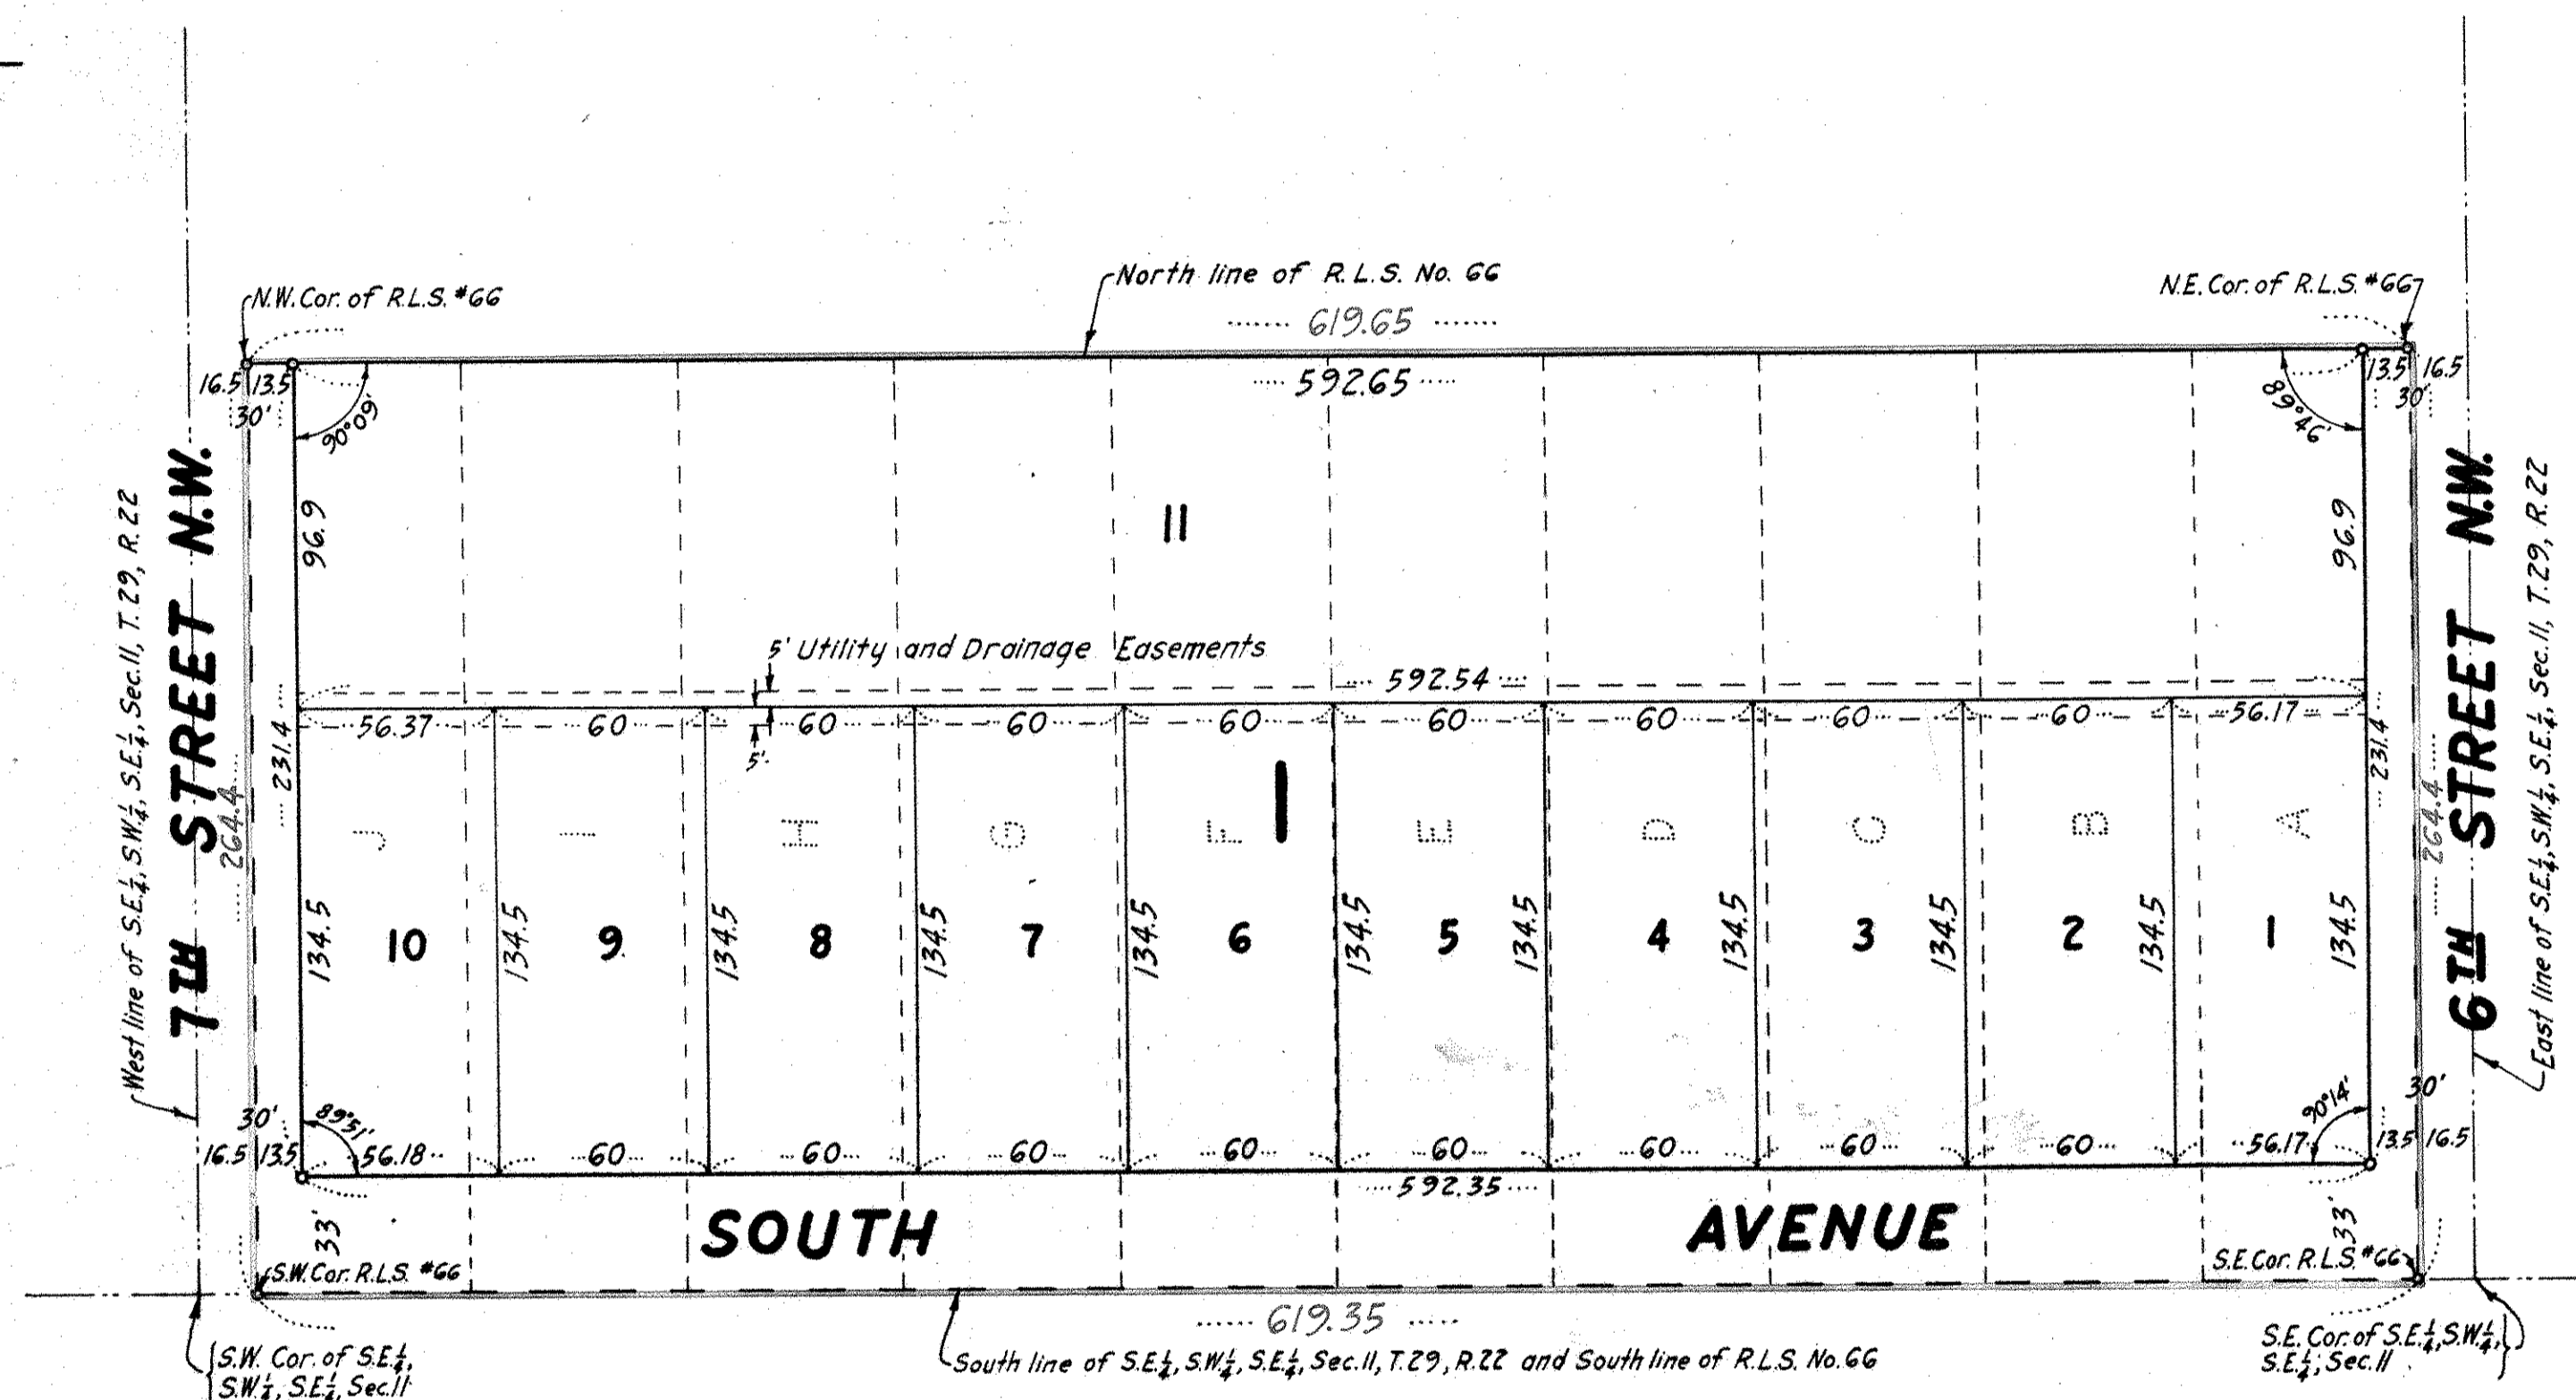 North line of R.L.S. No. 66
N.W. Cor. of R.L.S. #66
N.E. Cor. of R.L.S. #66
619.65
592.65
16.5 13.5
30'
90°09'
13.5 16.5
30'
89°46'
96.9
96.9
11
7TH STREET N.W.
West line of S.E.¼, S.W.¼, S.E.¼, Sec.11, T.29, R.22
6TH STREET N.W.
East line of S.E.¼, S.W.¼, S.E.¼, Sec.11, T.29, R.22
5' Utility and Drainage Easements
592.54
56.37 60 60 60 60 60 60 60 60 56.17
5'
231.4
264.4
231.4
264.4
I
J I H G F E D C B A
134.5 134.5 134.5 134.5 134.5 134.5 134.5 134.5 134.5 134.5 134.5
10 9 8 7 6 5 4 3 2 1
30'
89°51'
90°14'
30'
16.5 13.5 56.18 60 60 60 60 60 60 60 60 56.17 13.5 16.5
592.35
33'
SOUTH AVENUE
33'
S.W. Cor. R.L.S. #66
S.E. Cor. R.L.S. #66
619.35
South line of S.E.¼, S.W.¼, S.E.¼, Sec.11, T.29, R.22 and South line of R.L.S. No. 66
S.W. Cor. of S.E.¼,
S.W.¼, S.E.¼, Sec.11
S.E. Cor. of S.E.¼, S.W.¼,
S.E.¼, Sec.11